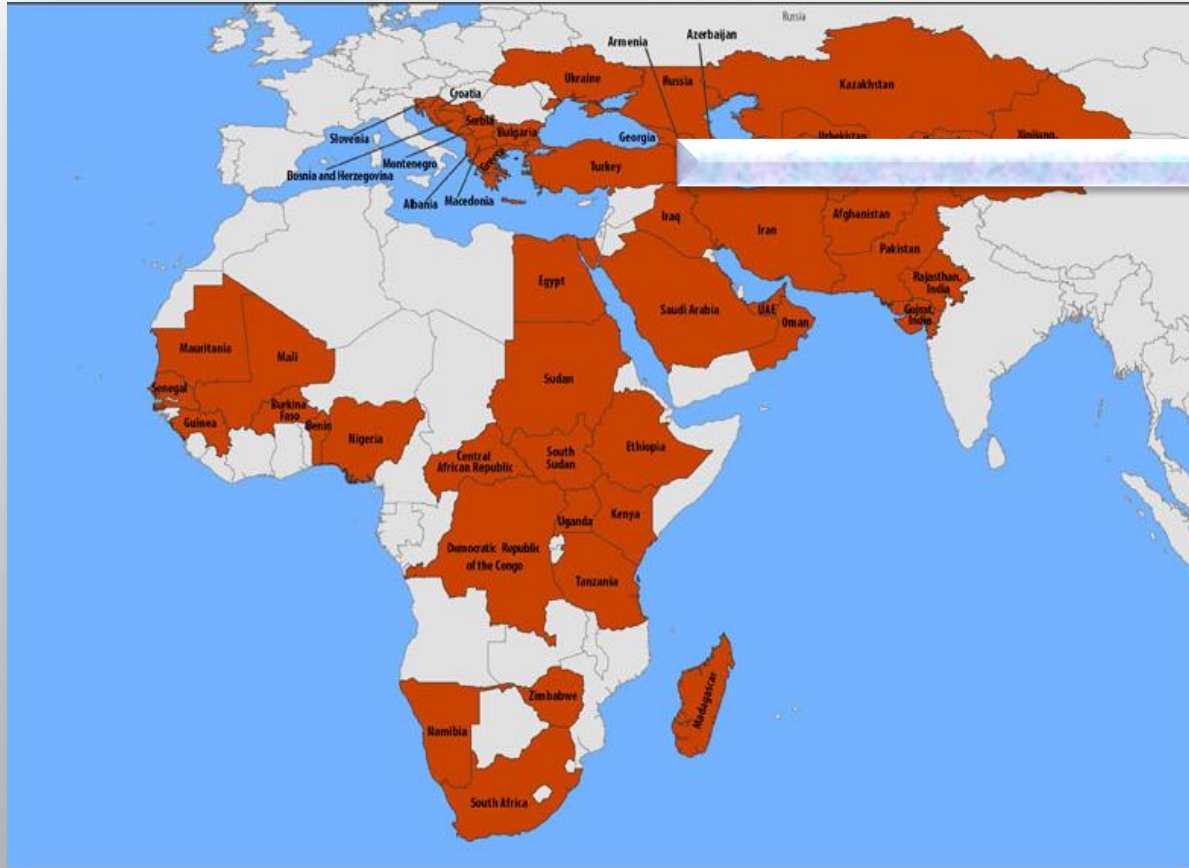 Russia
Armenia
Azerbaijan
Ukraine
Russia
Kazakhstan
Croatia
Slovenia
Serbia
Bulgaria
Georgia
Uzbekistan
Xinjiang,
Montenegro
Greece
Turkey
Bosnia and Herzegovina
Albania
Macedonia
Iraq
Iran
Afghanistan
Pakistan
Rajasthan,
India
Gujrat,
India
Egypt
Saudi Arabia
UAE
Oman
Mauritania
Mali
Sudan
Senegal
Burkina
Faso
Guinea
Benin
Nigeria
Central
African Republic
South
Sudan
Ethiopia
Uganda
Kenya
Democratic Republic
of the Congo
Tanzania
Zimbabwe
Madagascar
Namibia
South Africa